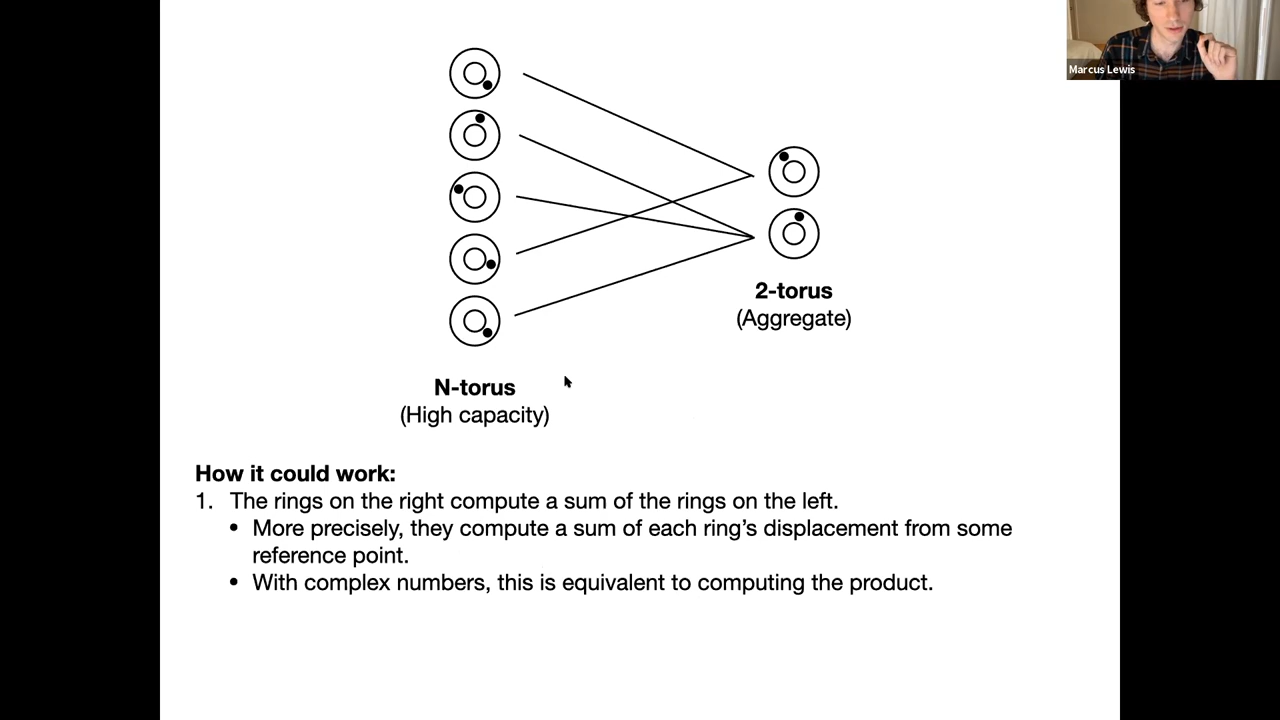 Marcus Lewis
2-torus
(Aggregate)
N-torus
(High capacity)
How it could work:
1. The rings on the right compute a sum of the rings on the left.
• More precisely, they compute a sum of each ring’s displacement from some
reference point.
• With complex numbers, this is equivalent to computing the product.